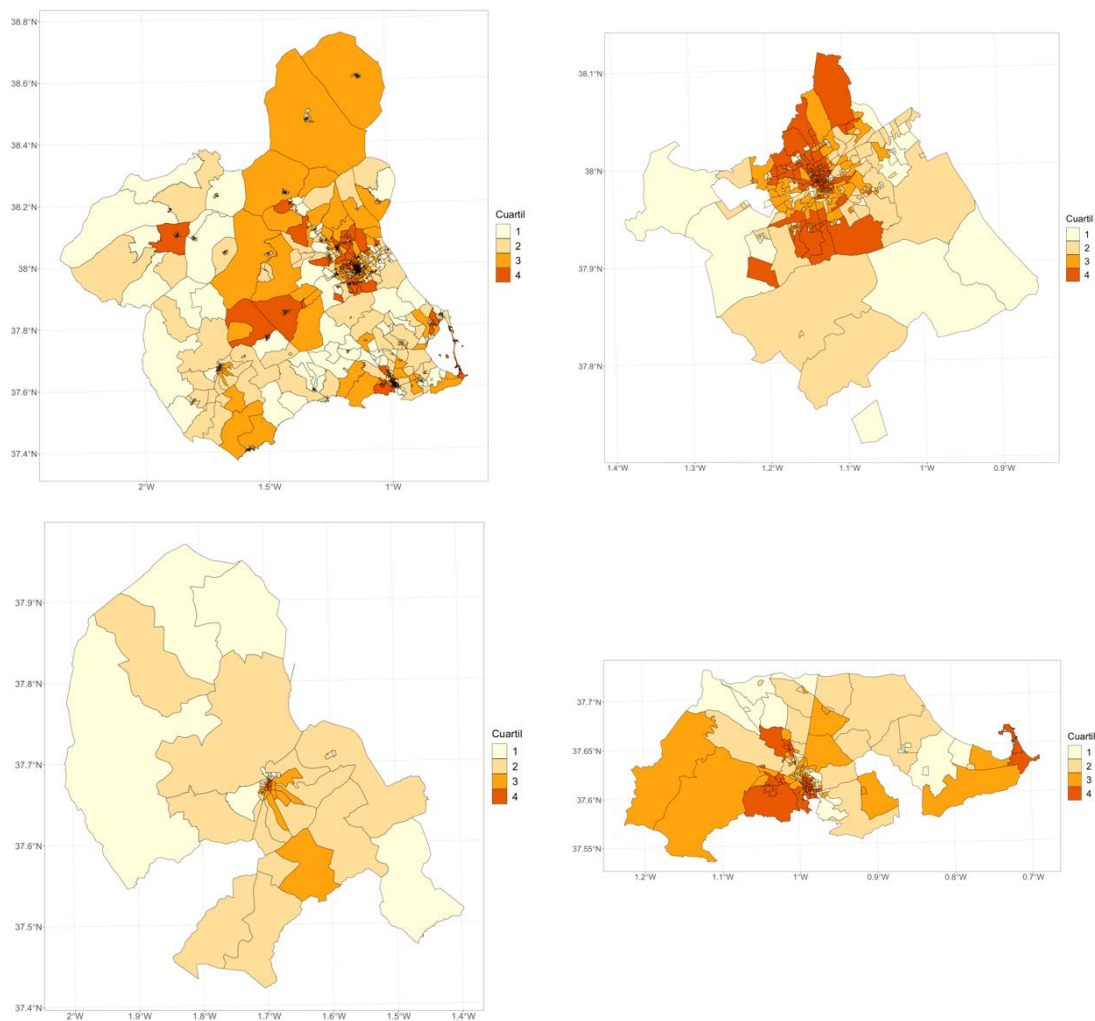 38.8°N
38.6°N
38.4°N
38.2°N
38°N
37.8°N
37.6°N
37.4°N
2°W
1.5°W
1°W
Cuartil
1
2
3
4
38.1°N
38°N
37.9°N
37.8°N
1.4°W
1.3°W
1.2°W
1.1°W
1°W
0.9°W
Cuartil
1
2
3
4
37.9°N
37.8°N
37.7°N
37.6°N
37.5°N
37.4°N
2°W
1.9°W
1.8°W
1.7°W
1.6°W
1.5°W
1.4°W
Cuartil
1
2
3
4
37.7°N
37.65°N
37.6°N
37.55°N
1.2°W
1.1°W
1°W
0.9°W
0.8°W
0.7°W
Cuartil
1
2
3
4